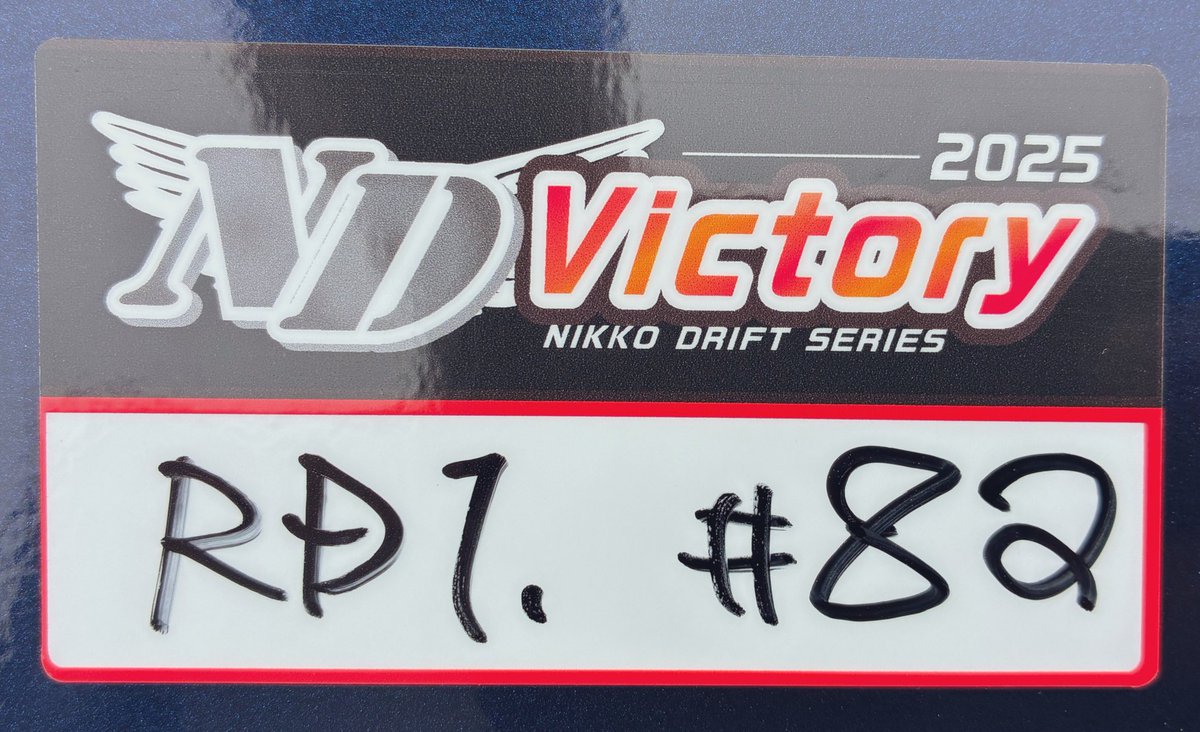 2025
ND Victory
NIKKO DRIFT SERIES
RD1. #82